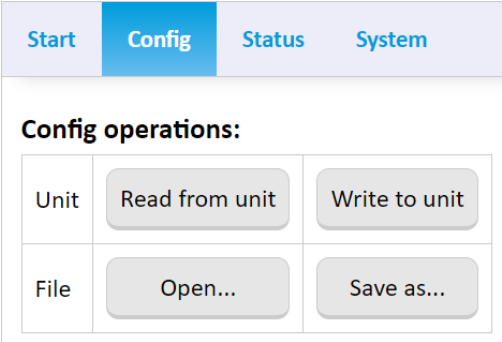 Start Config Status System
Config operations:
Unit Read from unit Write to unit
File Open... Save as...